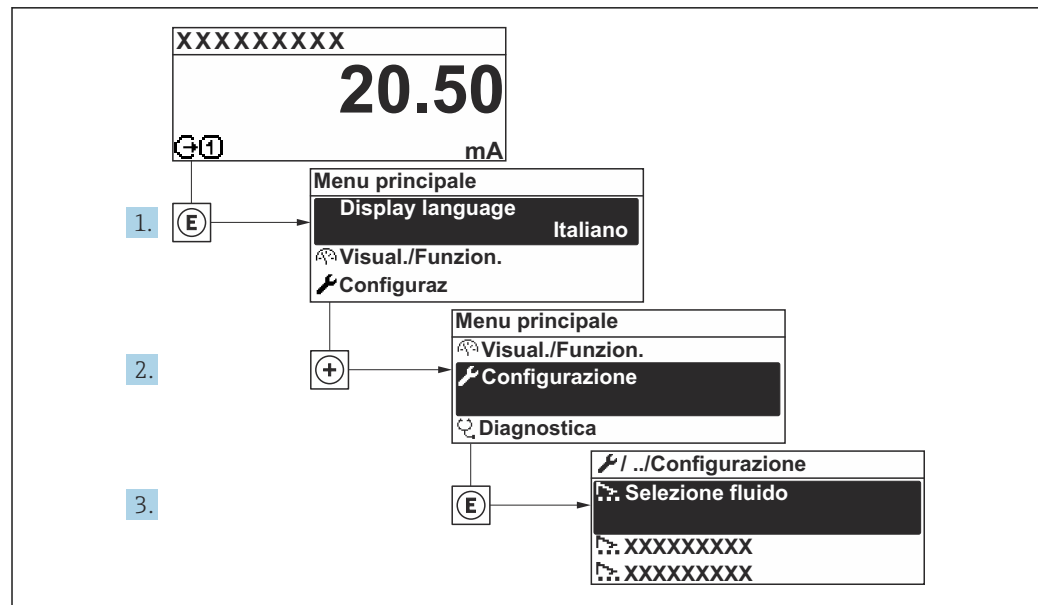 XXXXXXXXX
20.50
1 mA
Menu principale
Display language
Italiano
1. E
Visual./Funzion.
Configuraz
Menu principale
Visual./Funzion.
2. +
Configurazione
Diagnostica
/ ../Configurazione
Selezione fluido
3. E
XXXXXXXXX
XXXXXXXXX